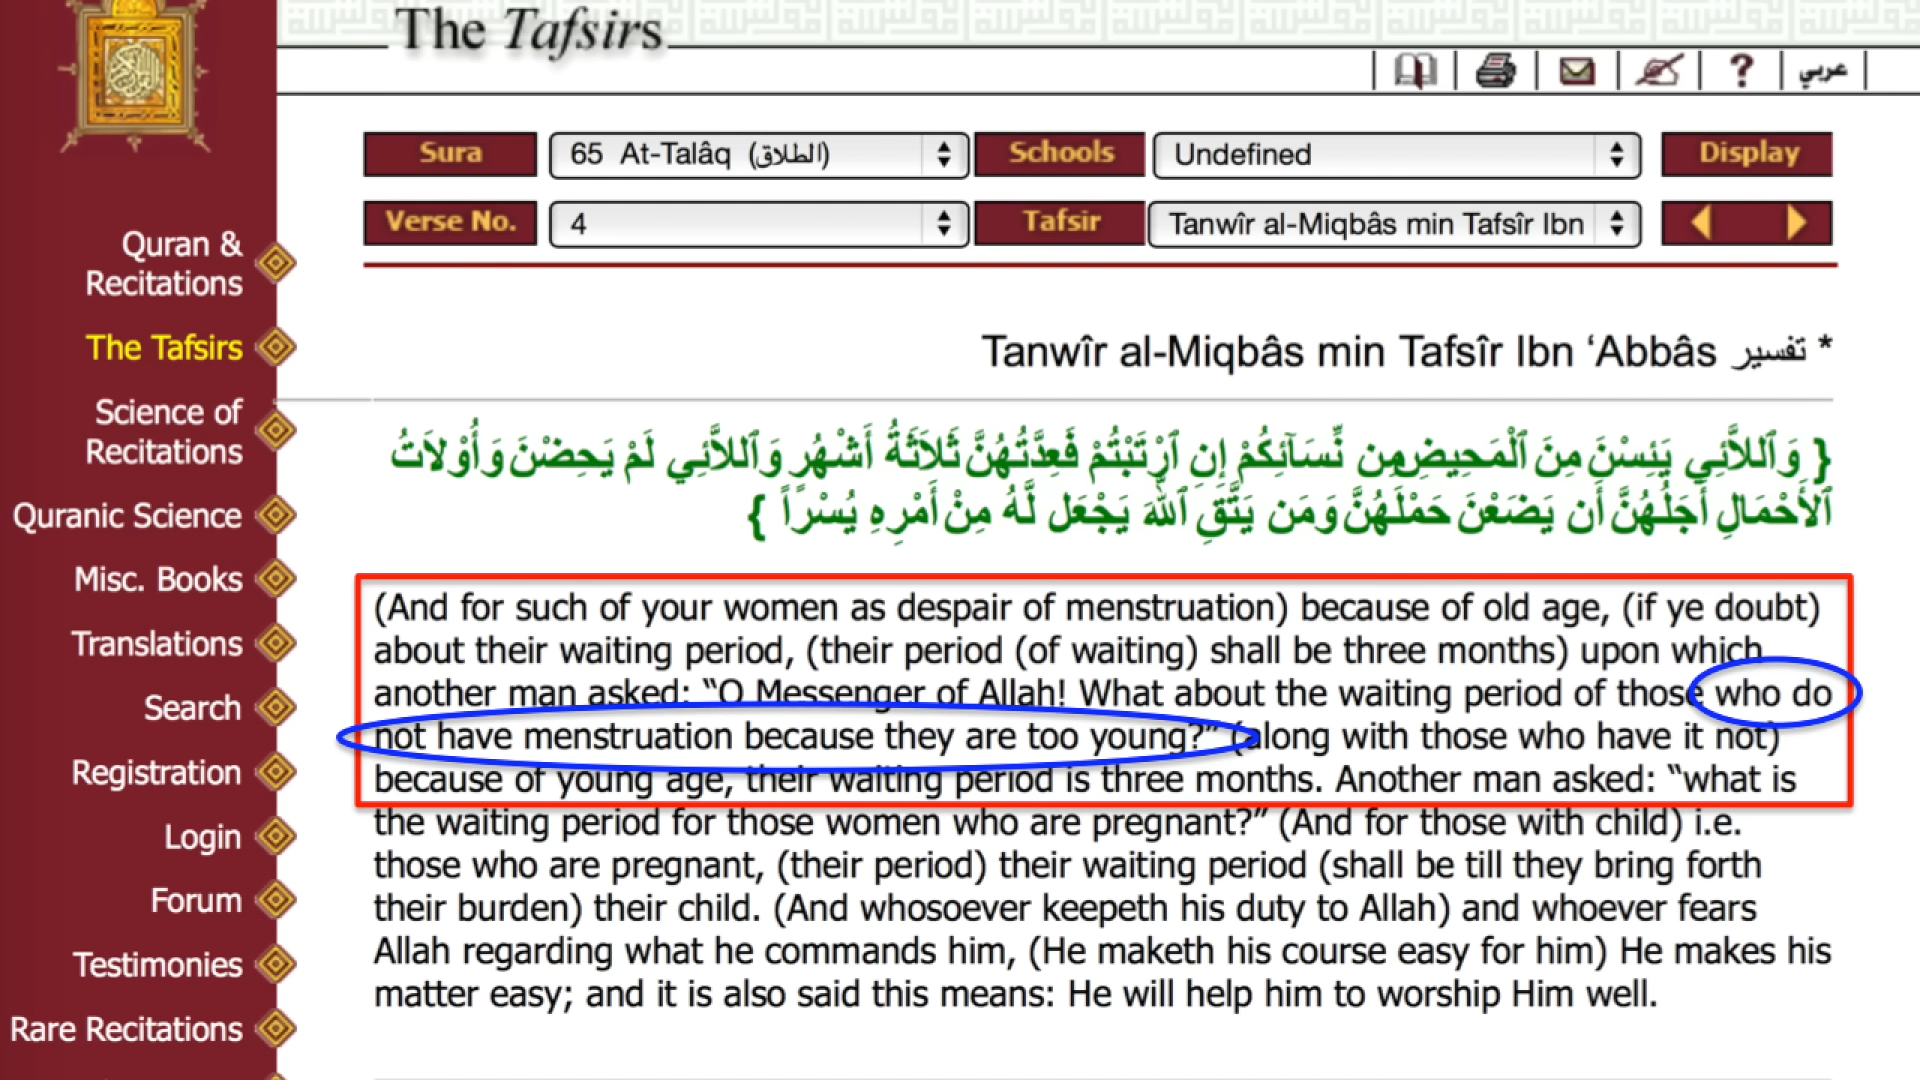 The Tafsirs
عربي
Sura
65 At-Talâq (الطلاق)
Schools
Undefined
Display
Verse No.
4
Tafsir
Tanwîr al-Miqbâs min Tafsîr Ibn
Quran &
Recitations
The Tafsirs
Science of
Recitations
Quranic Science
Misc. Books
Translations
Search
Registration
Login
Forum
Testimonies
Rare Recitations
Tanwîr al-Miqbâs min Tafsîr Ibn ‘Abbâs تفسير *
{ وَٱللاَّئِي يَئِسْنَ مِنَ ٱلْمَحِيضِ مِن نِّسَآئِكُمْ إِنِ ٱرْتَبْتُمْ فَعِدَّتُهُنَّ ثَلاَثَةُ أَشْهُرٍ وَٱللاَّئِي لَمْ يَحِضْنَ وَأُوْلاَتُ
ٱلأَحْمَالِ أَجَلُهُنَّ أَن يَضَعْنَ حَمْلَهُنَّ وَمَن يَتَّقِ ٱللَّهَ يَجْعَل لَّهُ مِنْ أَمْرِهِ يُسْراً }
(And for such of your women as despair of menstruation) because of old age, (if ye doubt)
about their waiting period, (their period (of waiting) shall be three months) upon which
another man asked: “O Messenger of Allah! What about the waiting period of those who do
not have menstruation because they are too young?” (along with those who have it not)
because of young age, their waiting period is three months. Another man asked: “what is
the waiting period for those women who are pregnant?” (And for those with child) i.e.
those who are pregnant, (their period) their waiting period (shall be till they bring forth
their burden) their child. (And whosoever keepeth his duty to Allah) and whoever fears
Allah regarding what he commands him, (He maketh his course easy for him) He makes his
matter easy; and it is also said this means: He will help him to worship Him well.